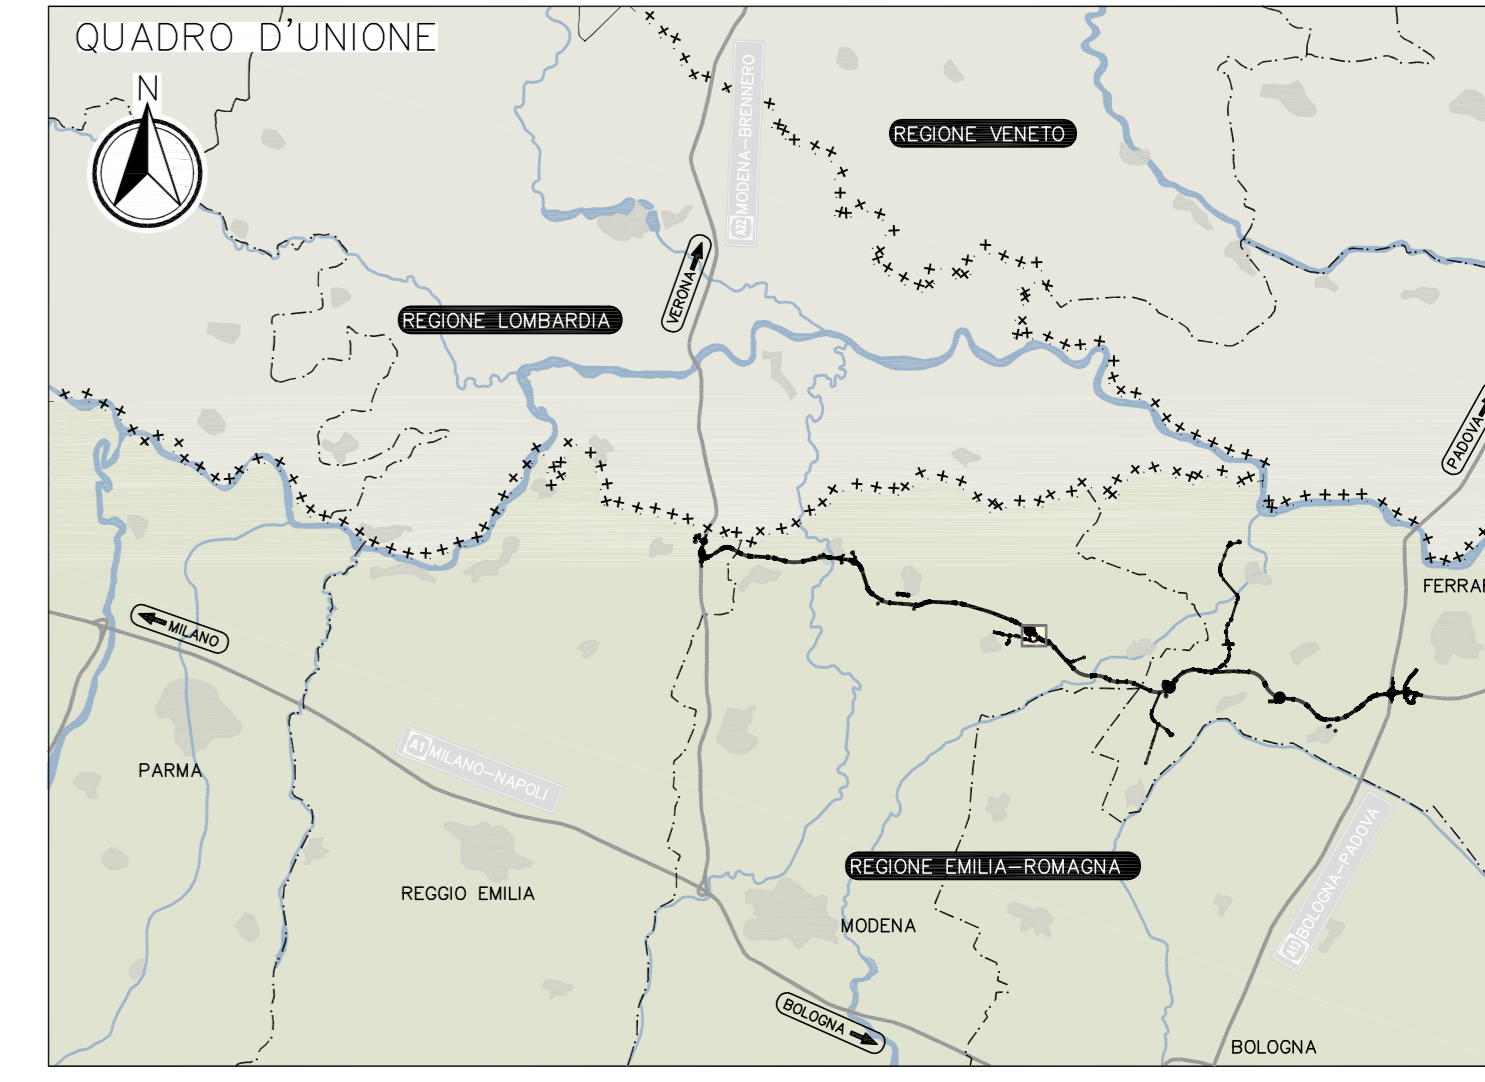 QUADRO D'UNIONE
N
A22 MODENA-BRENNERO
REGIONE VENETO
VERONA
REGIONE LOMBARDIA
PADOVA
FERRAR
MILANO
PARMA
A1 MILANO-NAPOLI
REGGIO EMILIA
REGIONE EMILIA-ROMAGNA
MODENA
A13 BOLOGNA-PADOVA
BOLOGNA
BOLOGNA